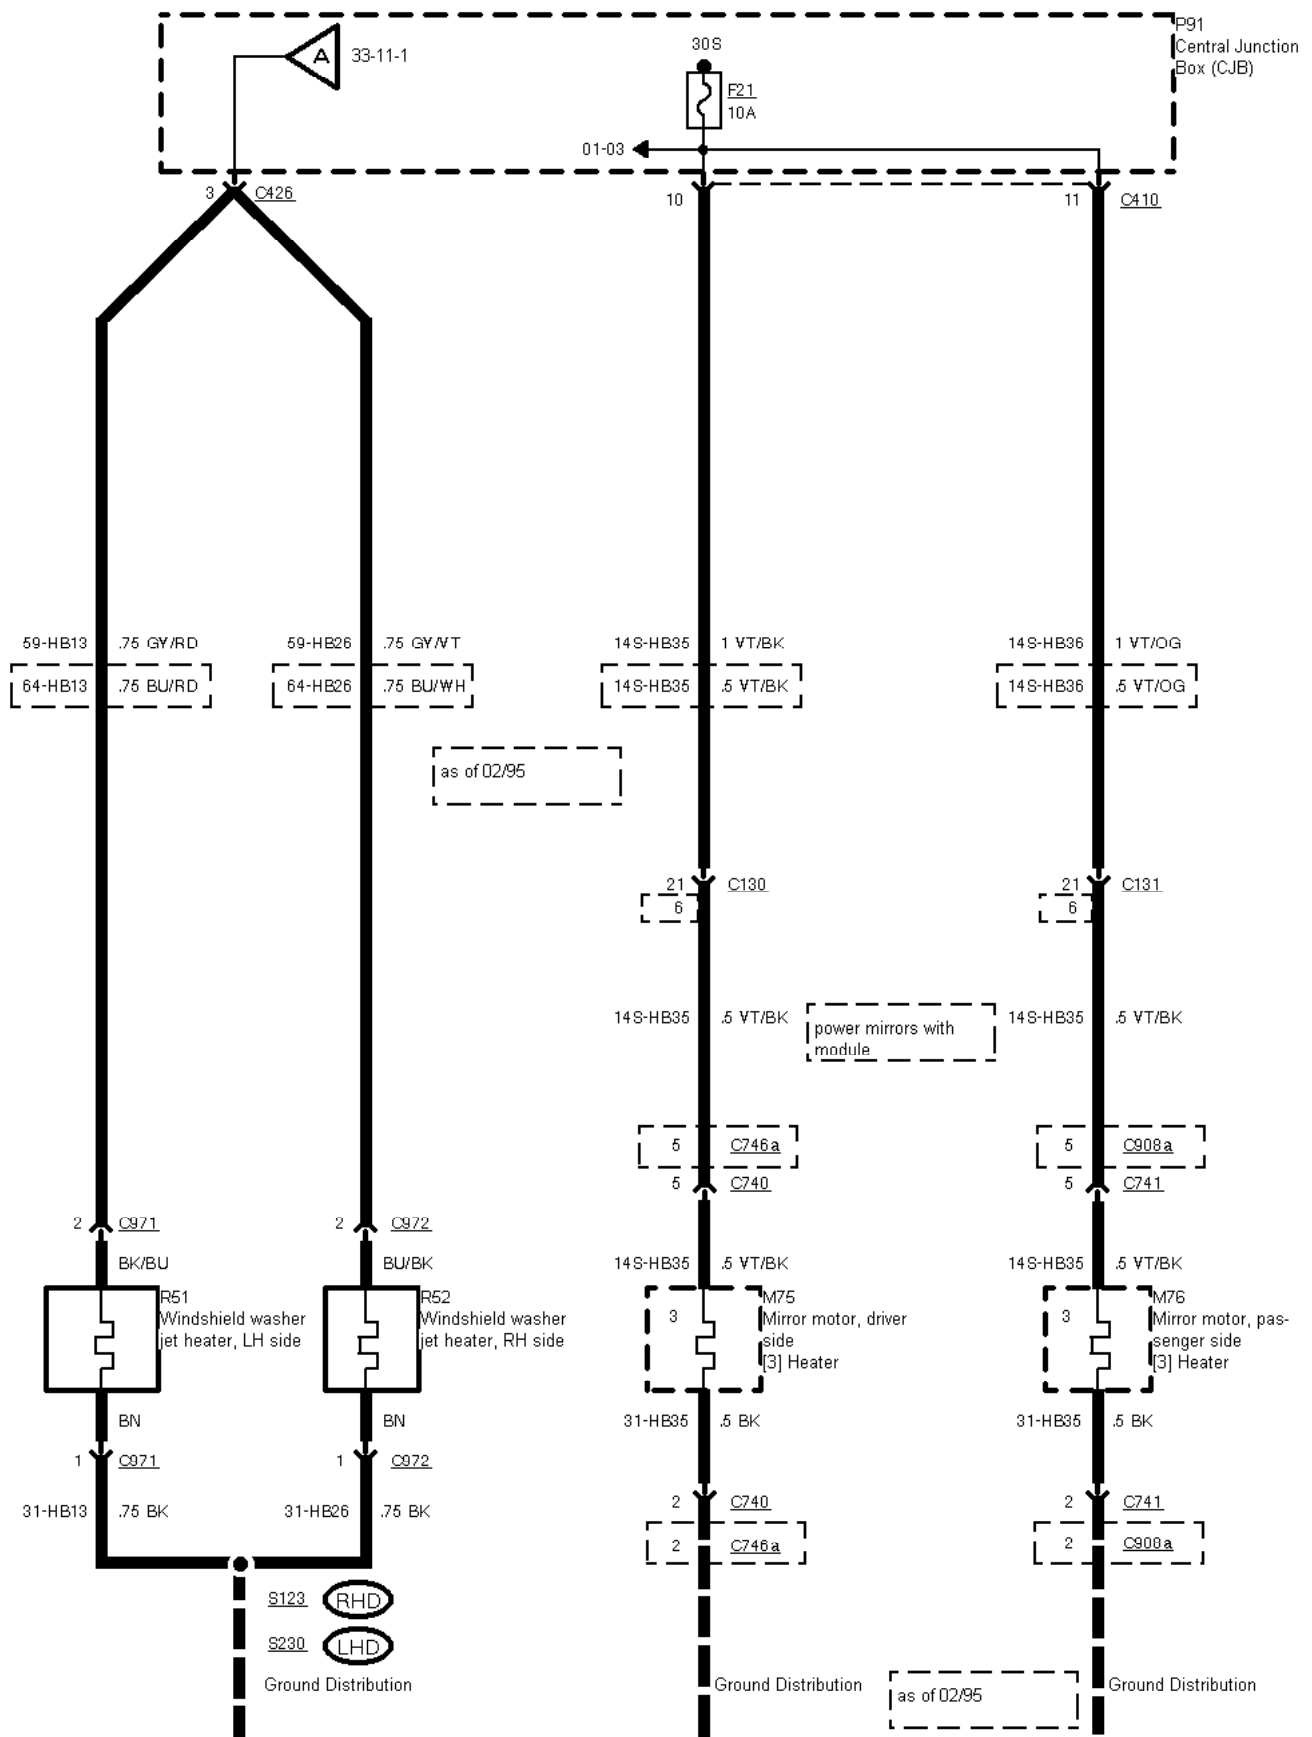 P91
Central Junction
Box (CJB)
A 33-11-1
30S
F21
10A
01-03
3 C426
10
11 C410
59-HB13 .75 GY/RD
59-HB26 .75 GY/VT
14S-HB35 1 VT/BK
14S-HB36 1 VT/OG
64-HB13 .75 BU/RD
64-HB26 .75 BU/WH
14S-HB35 .5 VT/BK
14S-HB36 .5 VT/OG
as of 02/95
21 C130
6
21 C131
6
14S-HB35 .5 VT/BK
power mirrors with
module
14S-HB35 .5 VT/BK
5 C746a
5 C740
5 C908a
5 C741
2 C971
2 C972
BK/BU
BU/BK
14S-HB35 .5 VT/BK
14S-HB35 .5 VT/BK
R51
Windshield washer
jet heater, LH side
R52
Windshield washer
jet heater, RH side
3
M75
Mirror motor, driver
side
[3] Heater
3
M76
Mirror motor, pas-
senger side
[3] Heater
BN
BN
31-HB35 .5 BK
31-HB35 .5 BK
1 C971
1 C972
2 C740
2 C746a
2 C741
2 C908a
31-HB13 .75 BK
31-HB26 .75 BK
S123 RHD
S230 LHD
Ground Distribution
Ground Distribution
as of 02/95
Ground Distribution